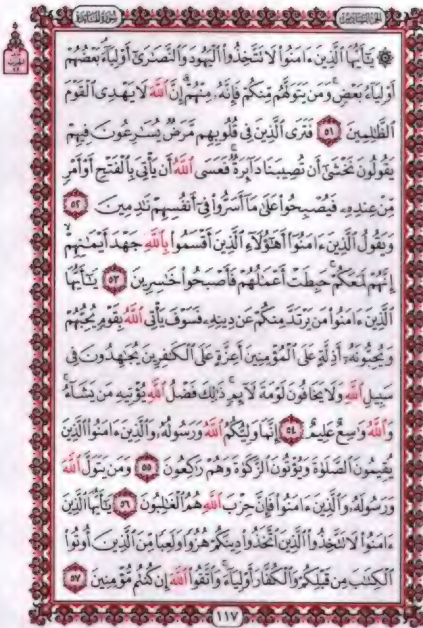 الجزء السادس
سورة المائدة
۞ يَٰٓأَيُّهَا ٱلَّذِينَ ءَامَنُوا۟ لَا تَتَّخِذُوا۟ ٱلْيَهُودَ وَٱلنَّصَٰرَىٰٓ أَوْلِيَآءَ بَعْضُهُمْ
أَوْلِيَآءُ بَعْضٍ وَمَن يَتَوَلَّهُم مِّنكُمْ فَإِنَّهُۥ مِنْهُمْ إِنَّ ٱللَّهَ لَا يَهْدِى ٱلْقَوْمَ
ٱلظَّٰلِمِينَ ٥١ فَتَرَى ٱلَّذِينَ فِى قُلُوبِهِم مَّرَضٌ يُسَٰرِعُونَ فِيهِمْ
يَقُولُونَ نَخْشَىٰٓ أَن تُصِيبَنَا دَآئِرَةٌ فَعَسَى ٱللَّهُ أَن يَأْتِىَ بِٱلْفَتْحِ أَوْ أَمْرٍ
مِّنْ عِندِهِۦ فَيُصْبِحُوا۟ عَلَىٰ مَآ أَسَرُّوا۟ فِىٓ أَنفُسِهِمْ نَٰدِمِينَ ٥٢
وَيَقُولُ ٱلَّذِينَ ءَامَنُوٓا۟ أَهَٰٓؤُلَآءِ ٱلَّذِينَ أَقْسَمُوا۟ بِٱللَّهِ جَهْدَ أَيْمَٰنِهِمْ
إِنَّهُمْ لَمَعَكُمْ حَبِطَتْ أَعْمَٰلُهُمْ فَأَصْبَحُوا۟ خَٰسِرِينَ ٥٣ يَٰٓأَيُّهَا
ٱلَّذِينَ ءَامَنُوا۟ مَن يَرْتَدَّ مِنكُمْ عَن دِينِهِۦ فَسَوْفَ يَأْتِى ٱللَّهُ بِقَوْمٍ يُحِبُّهُمْ
وَيُحِبُّونَهُۥٓ أَذِلَّةٍ عَلَى ٱلْمُؤْمِنِينَ أَعِزَّةٍ عَلَى ٱلْكَٰفِرِينَ يُجَٰهِدُونَ فِى
سَبِيلِ ٱللَّهِ وَلَا يَخَافُونَ لَوْمَةَ لَآئِمٍ ذَٰلِكَ فَضْلُ ٱللَّهِ يُؤْتِيهِ مَن يَشَآءُ
وَٱللَّهُ وَٰسِعٌ عَلِيمٌ ٥٤ إِنَّمَا وَلِيُّكُمُ ٱللَّهُ وَرَسُولُهُۥ وَٱلَّذِينَ ءَامَنُوا۟ ٱلَّذِينَ
يُقِيمُونَ ٱلصَّلَوٰةَ وَيُؤْتُونَ ٱلزَّكَوٰةَ وَهُمْ رَٰكِعُونَ ٥٥ وَمَن يَتَوَلَّ ٱللَّهَ
وَرَسُولَهُۥ وَٱلَّذِينَ ءَامَنُوا۟ فَإِنَّ حِزْبَ ٱللَّهِ هُمُ ٱلْغَٰلِبُونَ ٥٦ يَٰٓأَيُّهَا ٱلَّذِينَ
ءَامَنُوا۟ لَا تَتَّخِذُوا۟ ٱلَّذِينَ ٱتَّخَذُوا۟ دِينَكُمْ هُزُوًا وَلَعِبًا مِّنَ ٱلَّذِينَ أُوتُوا۟
ٱلْكِتَٰبَ مِن قَبْلِكُمْ وَٱلْكُفَّارَ أَوْلِيَآءَ وَٱتَّقُوا۟ ٱللَّهَ إِن كُنتُم مُّؤْمِنِينَ ٥٧
١١٧